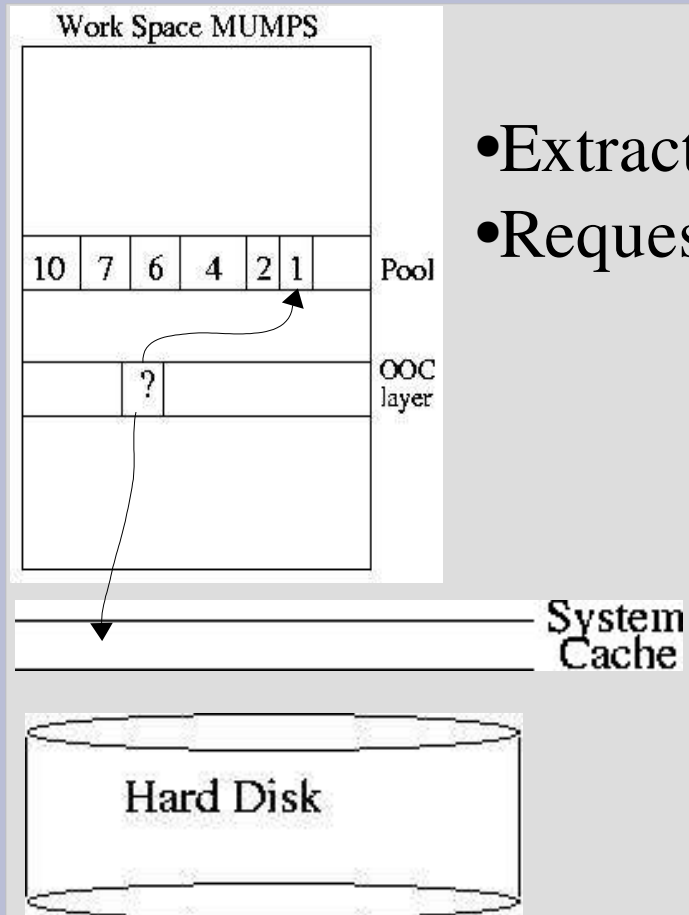 Work Space MUMPS
•Extract
•Reques
10 7 6 4 2 1 Pool
? OOC
layer
System
Cache
Hard Disk